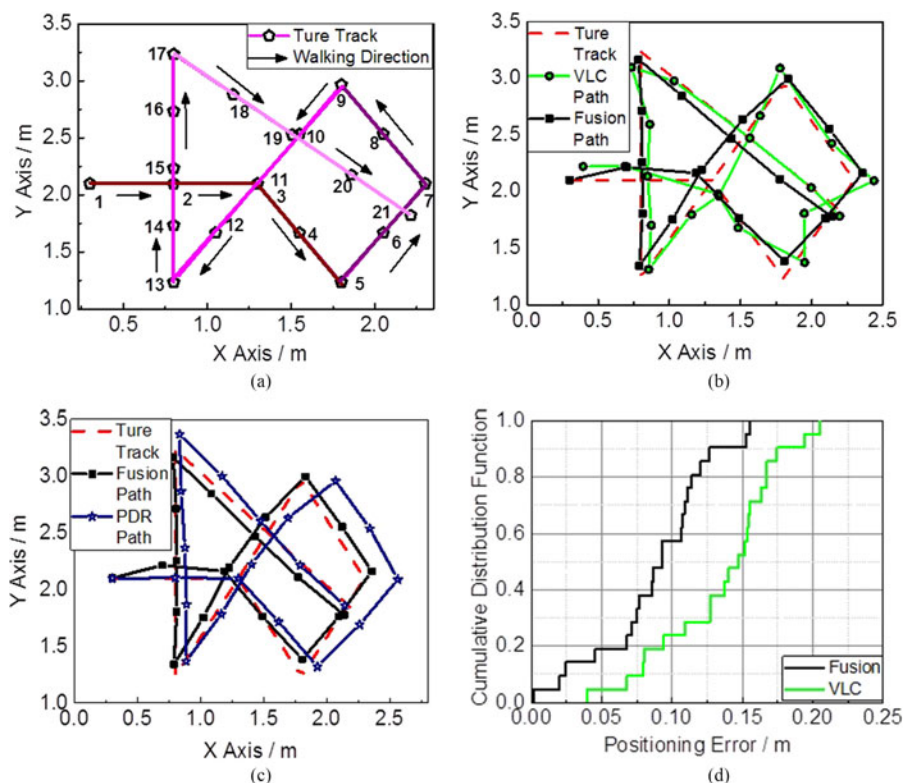 3.5
3.0
2.5
2.0
1.5
1.0
Y Axis / m
Ture Track
Walking Direction
17
16
15
14
13
18
19
10
9
8
20
1
2
11
3
7
21
12
4
6
5
0.5 1.0 1.5 2.0
X Axis / m
(a)
3.5
3.0
2.5
2.0
1.5
1.0
Y Axis / m
Ture
Track
VLC
Path
Fusion
Path
0.5 1.0 1.5 2.0 2.5
X Axis / m
(b)
3.5
3.0
2.5
2.0
1.5
1.0
Y Axis / m
Ture
Track
Fusion
Path
PDR
Path
0.0 0.5 1.0 1.5 2.0 2.5
X Axis / m
(c)
1.0
0.8
0.6
0.4
0.2
0.0
Cumulative Distribution Function
Fusion
VLC
0.00 0.05 0.10 0.15 0.20 0.25
Positioning Error / m
(d)